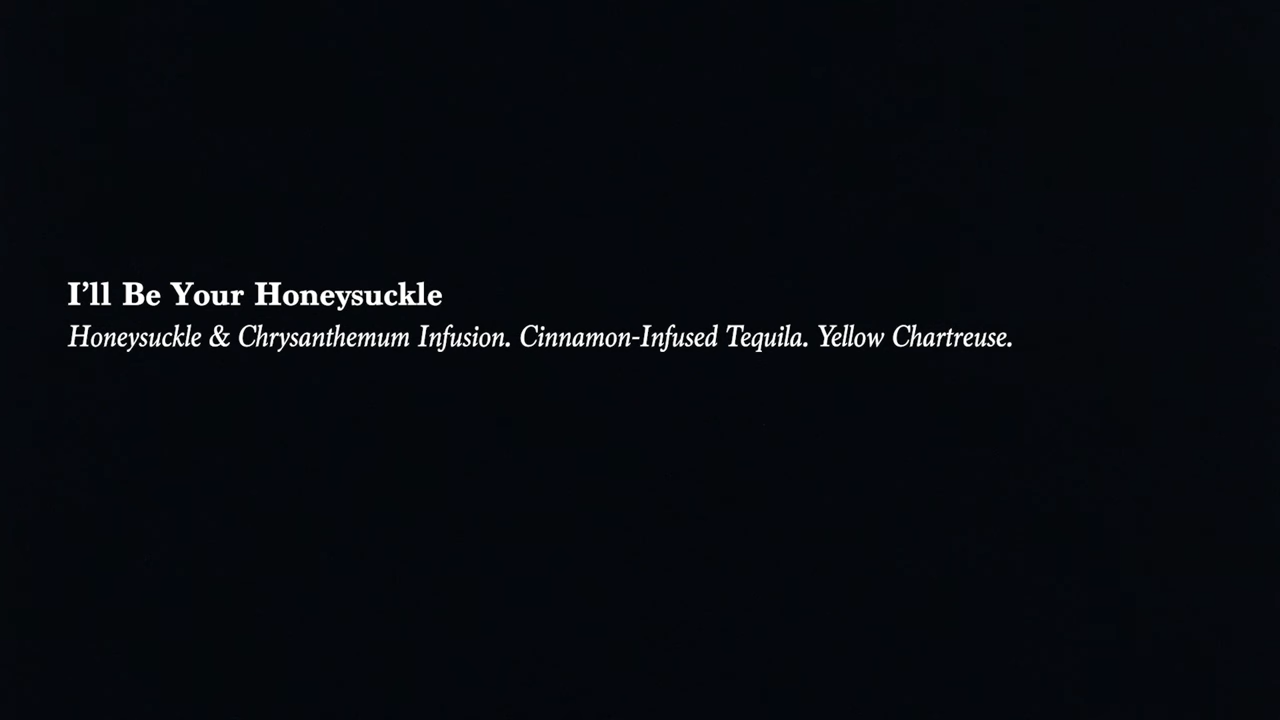 I’ll Be Your Honeysuckle
Honeysuckle & Chrysanthemum Infusion. Cinnamon-Infused Tequila. Yellow Chartreuse.